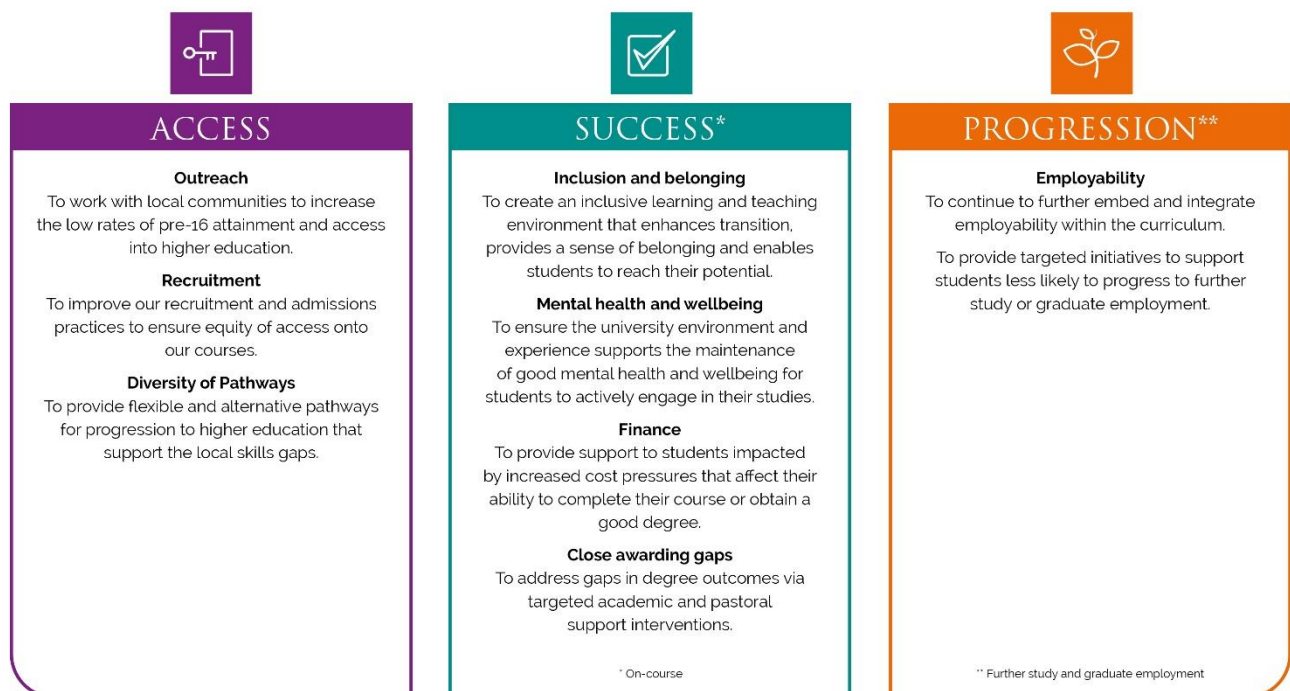 ACCESS
Outreach
To work with local communities to increase
the low rates of pre-16 attainment and access
into higher education.
Recruitment
To improve our recruitment and admissions
practices to ensure equity of access onto
our courses.
Diversity of Pathways
To provide flexible and alternative pathways
for progression to higher education that
support the local skills gaps.
SUCCESS*
Inclusion and belonging
To create an inclusive learning and teaching
environment that enhances transition,
provides a sense of belonging and enables
students to reach their potential.
Mental health and wellbeing
To ensure the university environment and
experience supports the maintenance
of good mental health and wellbeing for
students to actively engage in their studies.
Finance
To provide support to students impacted
by increased cost pressures that affect their
ability to complete their course or obtain a
good degree.
Close awarding gaps
To address gaps in degree outcomes via
targeted academic and pastoral
support interventions.
* On-course
PROGRESSION**
Employability
To continue to further embed and integrate
employability within the curriculum.
To provide targeted initiatives to support
students less likely to progress to further
study or graduate employment.
** Further study and graduate employment